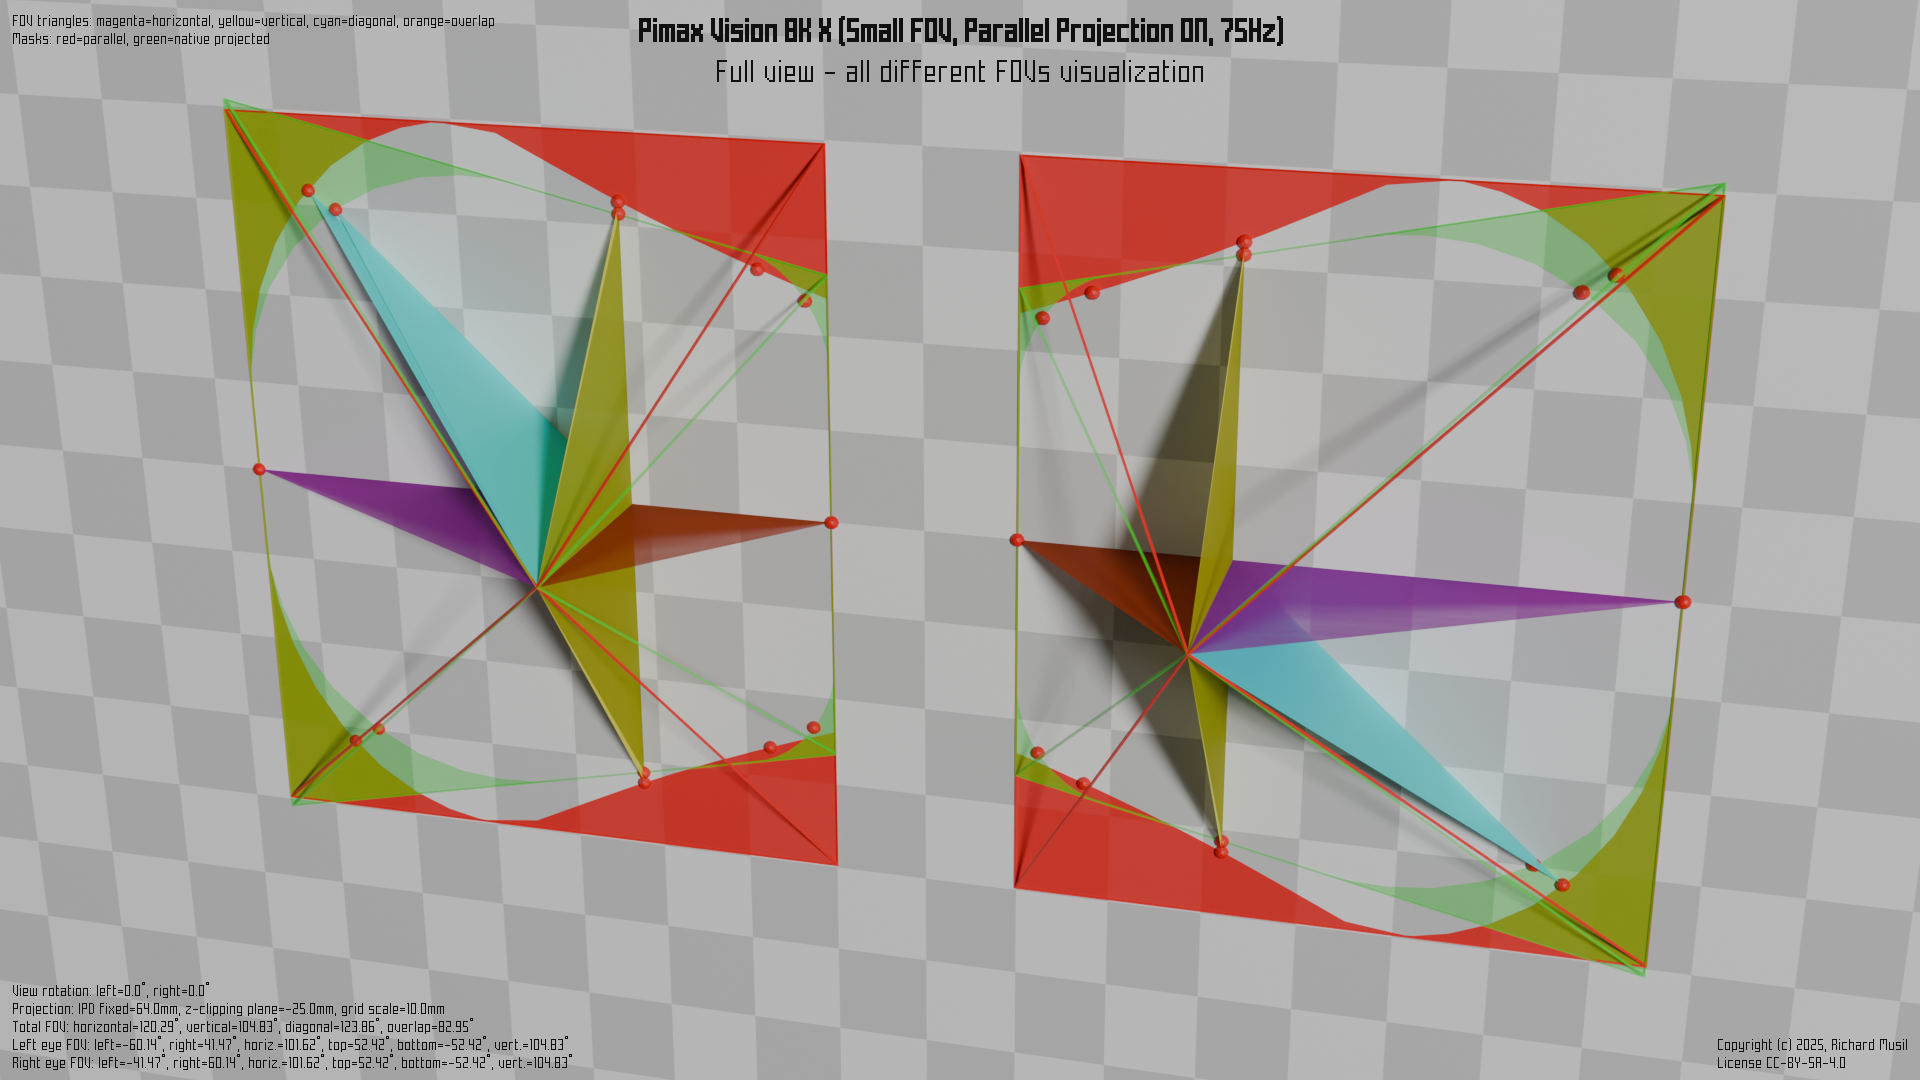 FOV triangles: magenta=horizontal, yellow=vertical, cyan=diagonal, orange=overlap
Masks: red=parallel, green=native projected
Pimax Vision 8K X (Small FOV, Parallel Projection ON, 75Hz)
Full view - all different FOVs visualization
View rotation: left=0.0°, right=0.0°
Projection: IPD fixed=64.0mm, z-clipping plane=-25.0mm, grid scale=10.0mm
Total FOV: horizontal=120.29°, vertical=104.83°, diagonal=123.86°, overlap=82.95°
Left eye FOV: left=-60.14°, right=41.47°, horiz.=101.62°, top=52.42°, bottom=-52.42°, vert.=104.83°
Right eye FOV: left=-41.47°, right=60.14°, horiz.=101.62°, top=52.42°, bottom=-52.42°, vert.=104.83°
Copyright (c) 2025, Richard Musil
License CC-BY-SA-4.0